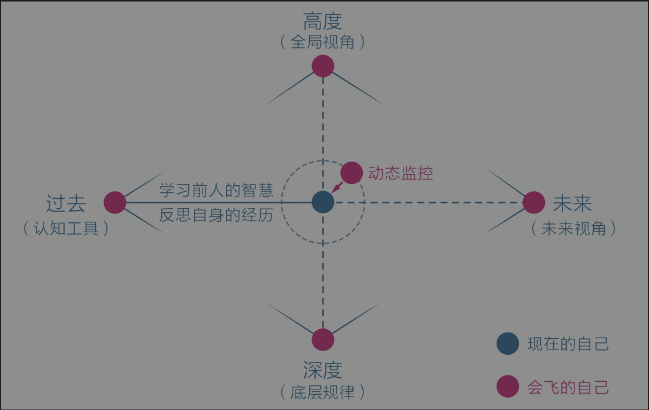 高度
（全局视角）
动态监控
学习前人的智慧
过去
（认知工具）
反思自身的经历
未来
（未来视角）
深度
（底层规律）
现在的自己
会飞的自己